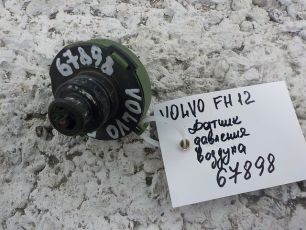 67898
VOLVO
VOLVO FH12
датчик
давления
воздуха
67898